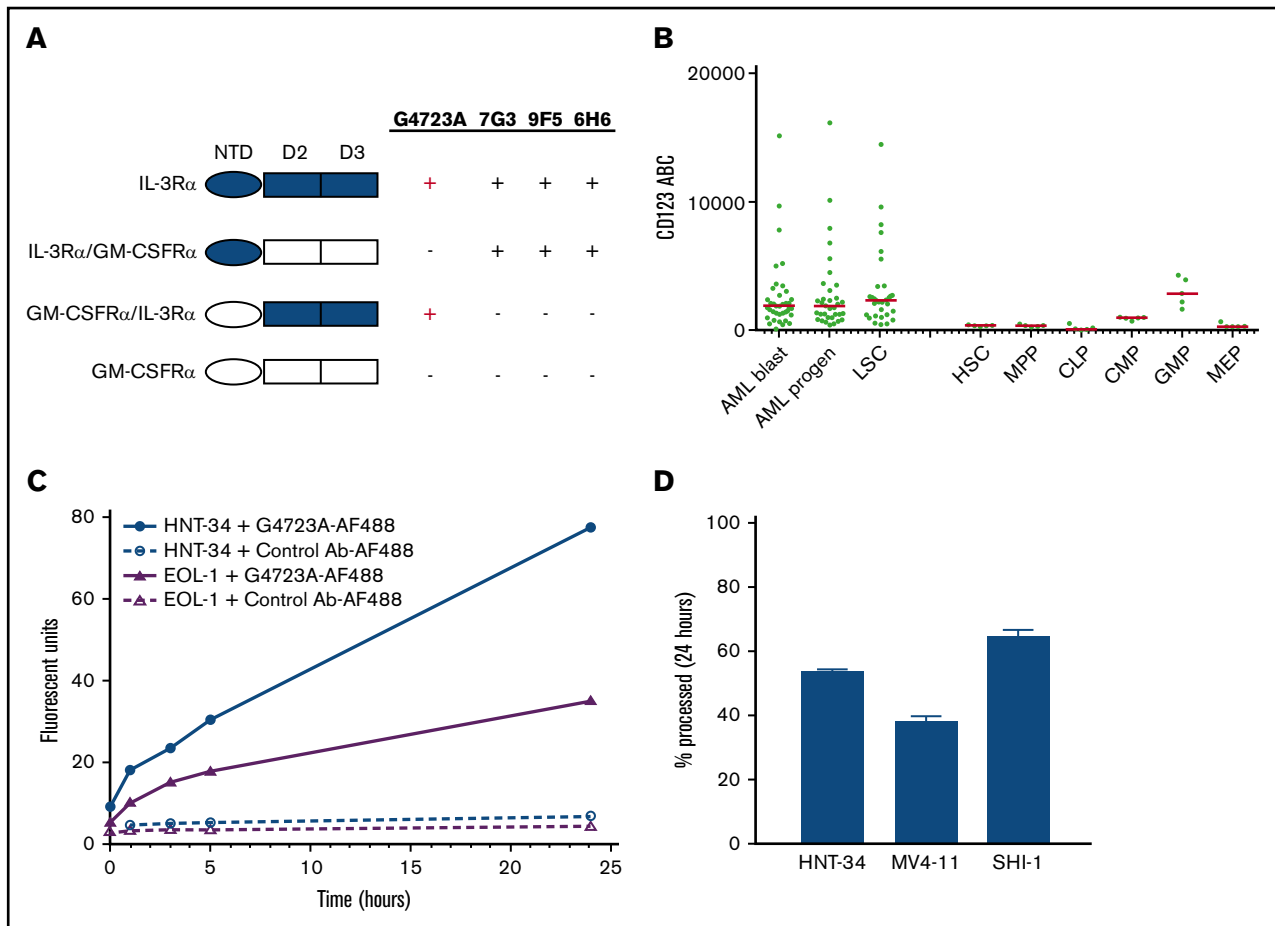 A
G4723A 7G3 9F5 6H6
NTD D2 D3
IL-3Rα + + + +
IL-3Rα/GM-CSFRα - + + +
GM-CSFRα/IL-3Rα + - - -
GM-CSFRα - - - -
B
CD123 ABC
20000
10000
0
AML blast
AML progen
LSC
HSC
MPP
CLP
CMP
GMP
MEP
C
Fluorescent units
80
60
40
20
0
HNT-34 + G4723A-AF488
HNT-34 + Control Ab-AF488
EOL-1 + G4723A-AF488
EOL-1 + Control Ab-AF488
0 5 10 15 20 25
Time (hours)
D
% processed (24 hours)
100
80
60
40
20
0
HNT-34 MV4-11 SHI-1